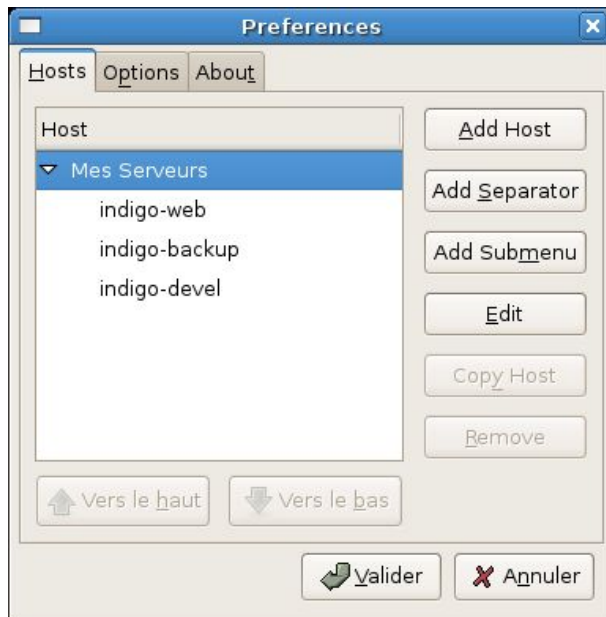 Preferences
Hosts Options About
Host
Mes Serveurs
indigo-web
indigo-backup
indigo-devel
Add Host
Add Separator
Add Submenu
Edit
Copy Host
Remove
Vers le haut Vers le bas
Valider Annuler